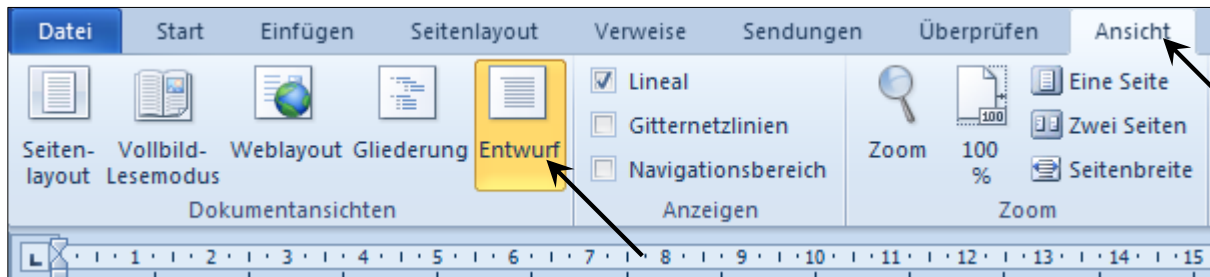 Datei Start Einfügen Seitenlayout Verweise Sendungen Überprüfen Ansicht
Seiten-
layout
Vollbild-
Lesemodus
Weblayout
Gliederung
Entwurf
Dokumentansichten
Lineal
Gitternetzlinien
Navigationsbereich
Anzeigen
Zoom
100
100
%
Eine Seite
Zwei Seiten
Seitenbreite
Zoom
L 1 2 3 4 5 6 7 8 9 10 11 12 13 14 15